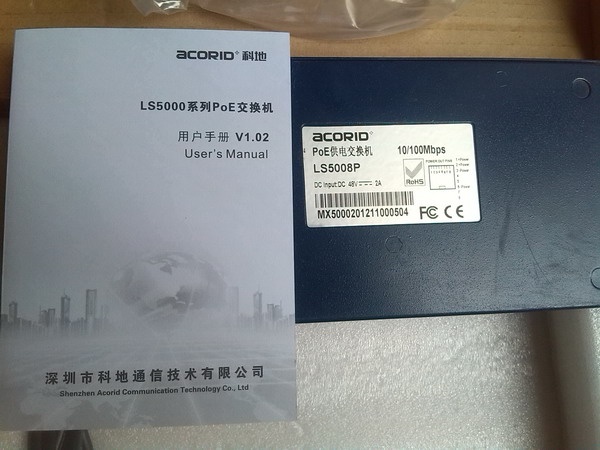 ACORID 科地
LS5000系列PoE交换机
用户手册 V1.02
User's Manual
深圳市科地通信技术有限公司
Shenzhen Acorid Communication Technology Co., Ltd
ACORID
PoE供电交换机 10/100Mbps
LS5008P
DC Input:DC 48V 2A
RoHS
POWER OUT PIN
MX5000201211000504
FC CE